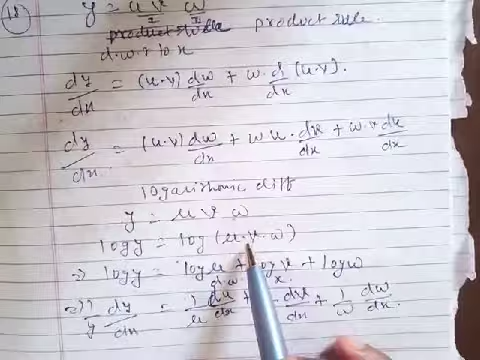 (18) y = u v w
product rule
d.w.r. to x
dy/dx = (u.v) dw/dx + w. d/dx (u.v).
dy/dx = (u.v) dw/dx + w u. dv/dx + w.v du/dx
logarithmic diff
y = u v w
log y = log (u.v.w)
⇒ log y = log u + log v + log w
1/y dy/dx = 1/u du/dx + dv/dx + 1/w dw/dx.